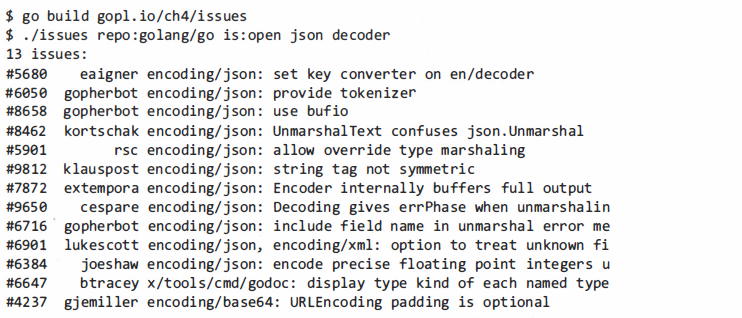 $ go build gopl.io/ch4/issues
$ ./issues repo:golang/go is:open json decoder
13 issues:
#5680    eaigner encoding/json: set key converter on en/decoder
#6050  gopherbot encoding/json: provide tokenizer
#8658  gopherbot encoding/json: use bufio
#8462  kortschak encoding/json: UnmarshalText confuses json.Unmarshal
#5901        rsc encoding/json: allow override type marshaling
#9812  klauspost encoding/json: string tag not symmetric
#7872  extempora encoding/json: Encoder internally buffers full output
#9650    cespare encoding/json: Decoding gives errPhase when unmarshalin
#6716  gopherbot encoding/json: include field name in unmarshal error me
#6901  lukescott encoding/json, encoding/xml: option to treat unknown fi
#6384    joeshaw encoding/json: encode precise floating point integers u
#6647    btracey x/tools/cmd/godoc: display type kind of each named type
#4237  gjemiller encoding/base64: URLEncoding padding is optional